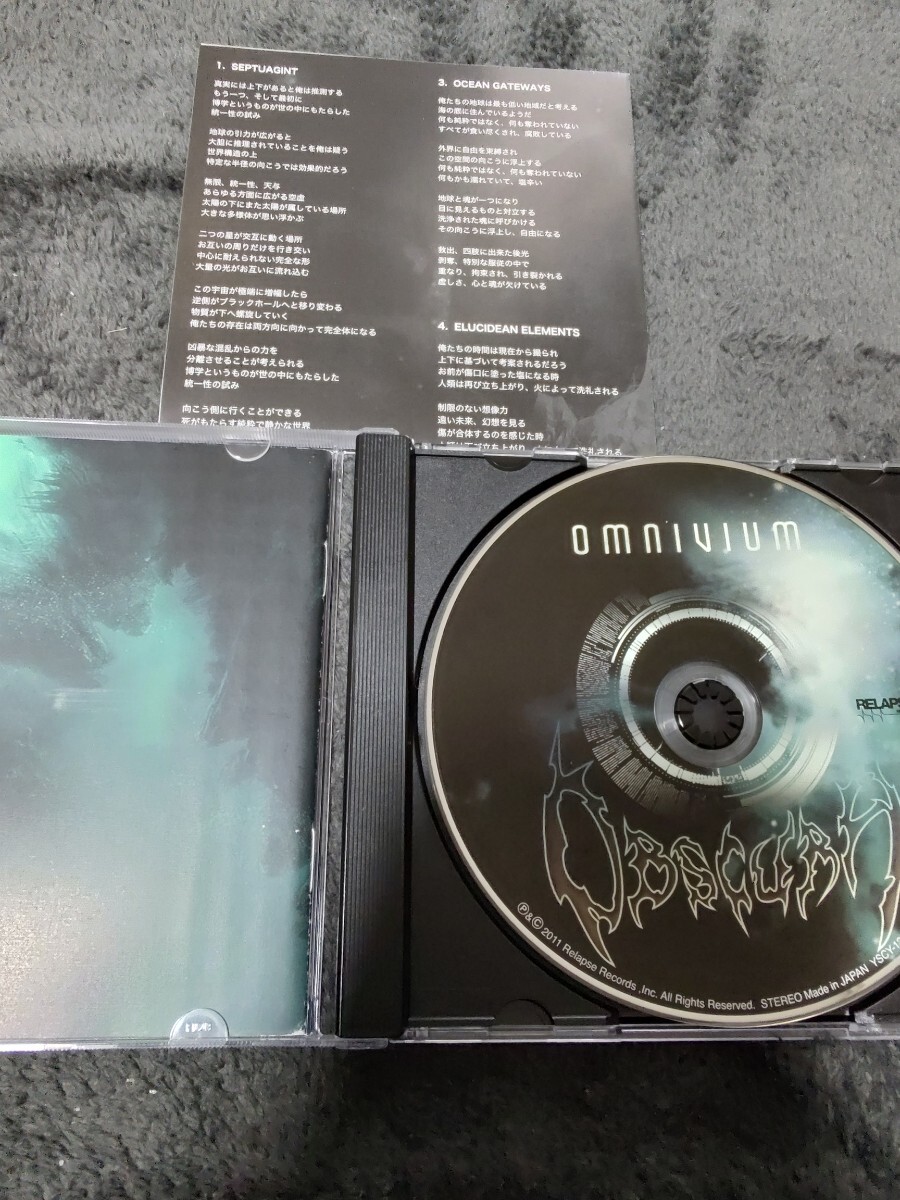 1. SEPTUAGINT
真実には上下があると俺は推測する
もう一つ、そして最初に
博学というものが世の中にもたらした
統一性の試み
地球の引力が広がると
大胆に推理されていることを俺は疑う
世界構造の上
特定な半径の向こうでは効果的だろう
無限、統一性、天与
あらゆる方面に広がる空虚
太陽の下にまた太陽が属している場所
大きな多様体が思い浮かぶ
二つの星が交互に動く場所
お互いの周りだけを行き交い
中心に耐えられない完全な形
大量の光がお互いに流れ込む
この宇宙が極端に増幅したら
逆側がブラックホールへと移り変わる
物質が下へ螺旋していく
俺たちの存在は両方向に向かって完全体になる
凶暴な混乱からの力を
分離させることが考えられる
博学というものが世の中にもたらした
統一性の試み
向こう側に行くことができる
死がもたらす純粋で静かな世界
3. OCEAN GATEWAYS
俺たちの地球は最も低い地域だと考える
海の底に住んでいるようだ
何も純粋ではなく、何も奪われていない
すべてが食い尽くされ、腐敗している
外界に自由を束縛され
この空間の向こうに浮上する
何も純粋ではなく、何も奪われていない
何もかも濡れていて、塩辛い
地球と魂が一つになり
目に見えるものと対立する
洗浄された魂に呼びかける
その向こうに浮上し、自由になる
救出、四肢に出来た後光
剥奪、特別な服従の中で
重なり、拘束され、引き裂かれる
虚しさ、心と魂が欠けている
4. ELUCIDEAN ELEMENTS
俺たちの時間は現在から撮られ
上下に基づいて考案されるだろう
お前が傷口に塗った塩になる時
人類は再び立ち上がり、火によって洗礼される
制限のない想像力
遠い未来、幻想を見る
傷が合体するのを感じた時
OMNIVIUM
RELAPS
OBSCURA
℗&© 2011 Relapse Records ,Inc. All Rights Reserved. STEREO Made in JAPAN YSCY-12